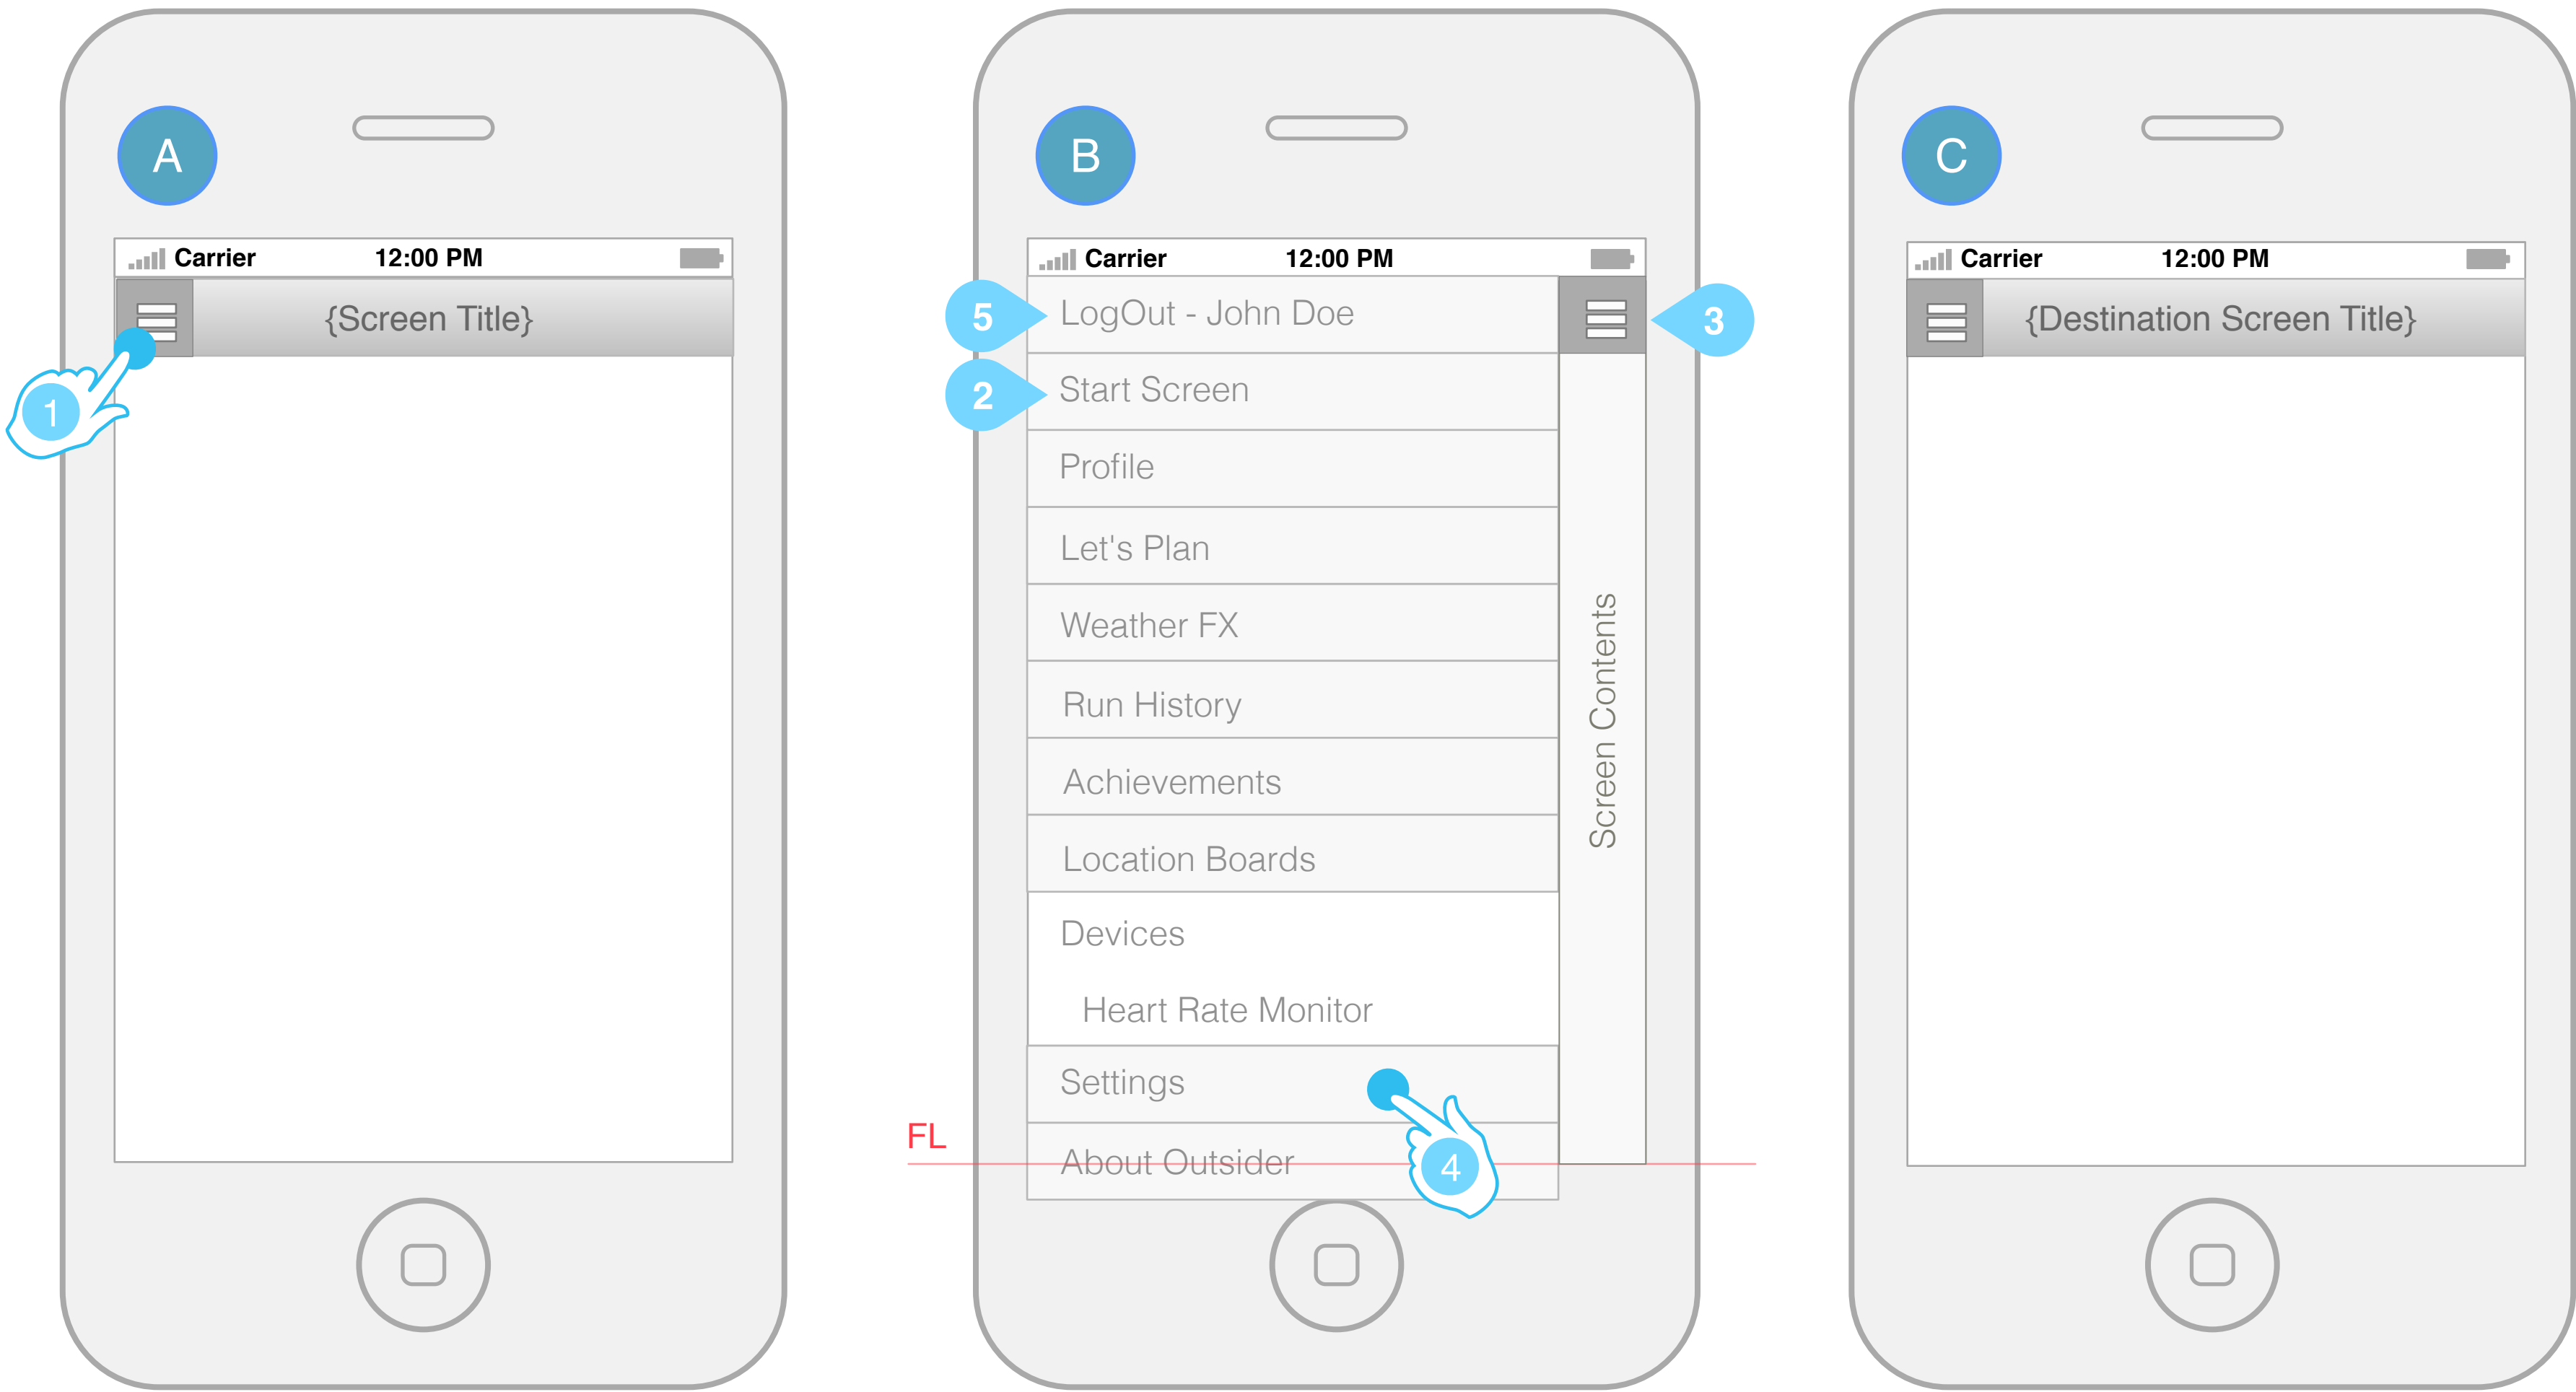 A
Carrier 12:00 PM
{Screen Title}
1
B
Carrier 12:00 PM
5 LogOut - John Doe 3
2 Start Screen
Profile
Let's Plan
Weather FX
Run History
Achievements
Location Boards
Devices
Heart Rate Monitor
Settings
FL
About Outsider 4
Screen Contents
C
Carrier 12:00 PM
{Destination Screen Title}